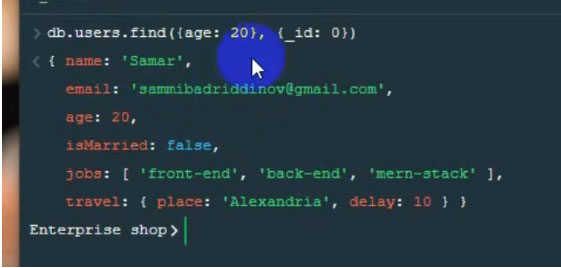 > db.users.find({age: 20}, {_id: 0})
< { name: 'Samar',
email: 'sammibadriddinov@gmail.com',
age: 20,
isMarried: false,
jobs: [ 'front-end', 'back-end', 'mern-stack' ],
travel: { place: 'Alexandria', delay: 10 } }
Enterprise shop>